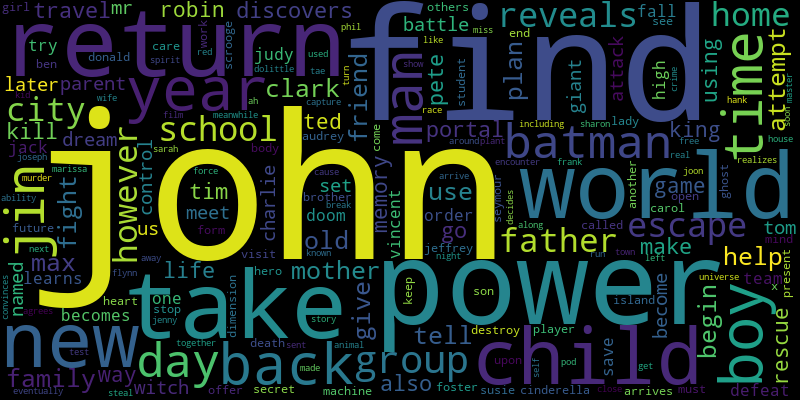 girl travel mr robin discovers find man battle others reveals fall home
return try donald care work scrooge judy phil like miss end see
ben spirit red dolittle used tae turn show pete student plan giant attack high crime using time attempt
later parent year clark friend
city school ted ah capture meanwhile race including sharon lady hank soon master
kill dream wife film sarah body audrey come portal around plant king free real house realizes
jack joseph marissa murder john batman
jin however control tim charlie set brother memory vincent use seymour encounter frank another ghost game joon
ability fight force cause doom order decides world carol open
future us meet break old jeffrey go father called escape tom
next form known night along run town left make mind
max flynn away visit hero mother give keep power son island help
named learns life dimension story animal tell universe team present x
convinces agrees heart take one stop jenny destroy player become begin boy rescue
becomes new test together death sent group save child
day back also upon self pod get
family way witch made foster susie cinderella arrives close must defeat
eventually steal offer secret machine